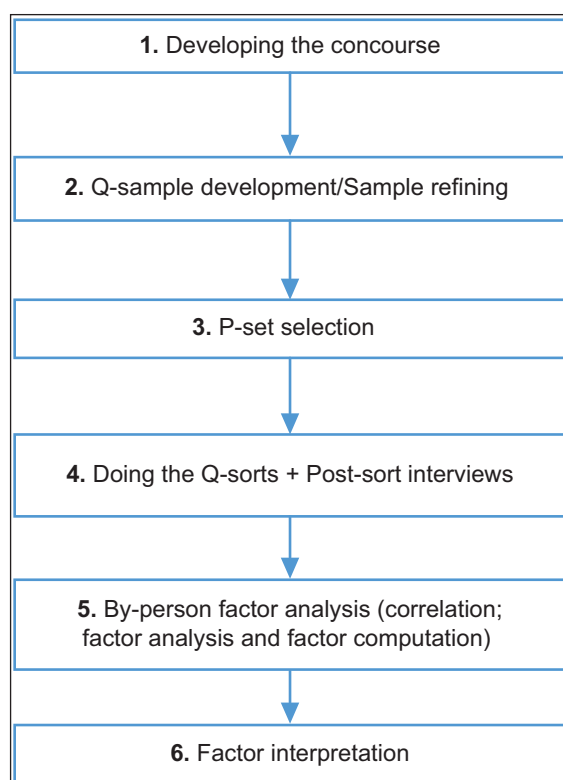 1. Developing the concourse
2. Q-sample development/Sample refining
3. P-set selection
4. Doing the Q-sorts + Post-sort interviews
5. By-person factor analysis (correlation;
factor analysis and factor computation)
6. Factor interpretation